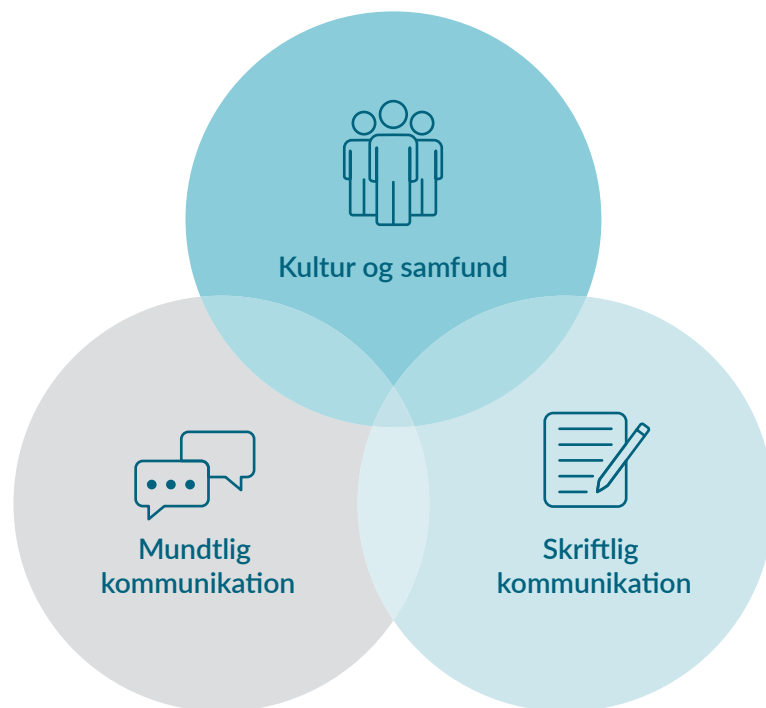 Kultur og samfund
Mundtlig
kommunikation
Skriftlig
kommunikation